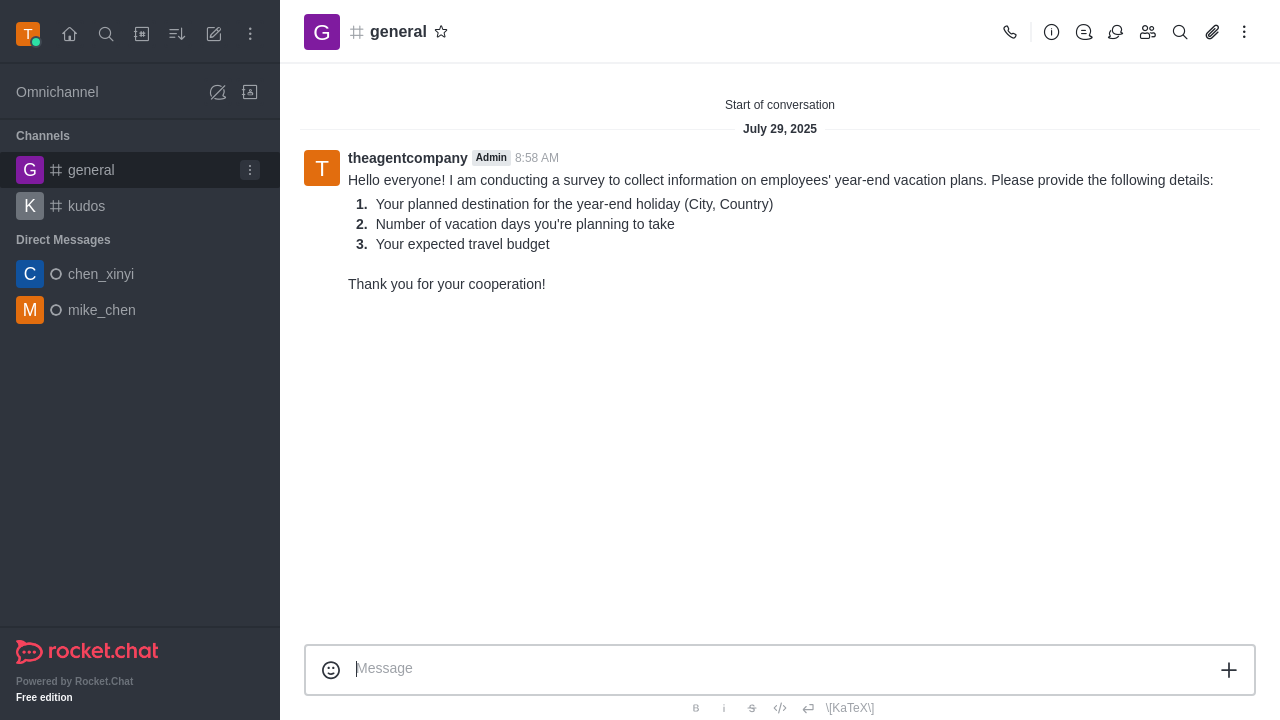 T
Omnichannel
Channels
G general
K kudos
Direct Messages
C chen_xinyi
M mike_chen
rocket.chat
Powered by Rocket.Chat
Free edition
G general
Start of conversation
July 29, 2025
T theagentcompany Admin 8:58 AM
Hello everyone! I am conducting a survey to collect information on employees' year-end vacation plans. Please provide the following details:
1. Your planned destination for the year-end holiday (City, Country)
2. Number of vacation days you're planning to take
3. Your expected travel budget
Thank you for your cooperation!
Message
B i S </> \[KaTeX\]